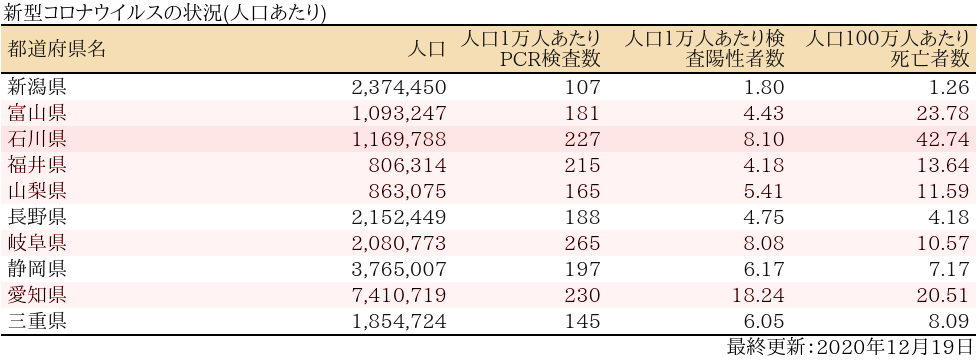 新型コロナウイルスの状況(人口あたり)
都道府県名 人口 人口1万人あたりPCR検査数 人口1万人あたり検査陽性者数 人口100万人あたり死亡者数
新潟県 2,374,450 107 1.80 1.26
富山県 1,093,247 181 4.43 23.78
石川県 1,169,788 227 8.10 42.74
福井県 806,314 215 4.18 13.64
山梨県 863,075 165 5.41 11.59
長野県 2,152,449 188 4.75 4.18
岐阜県 2,080,773 265 8.08 10.57
静岡県 3,765,007 197 6.17 7.17
愛知県 7,410,719 230 18.24 20.51
三重県 1,854,724 145 6.05 8.09
最終更新:2020年12月19日